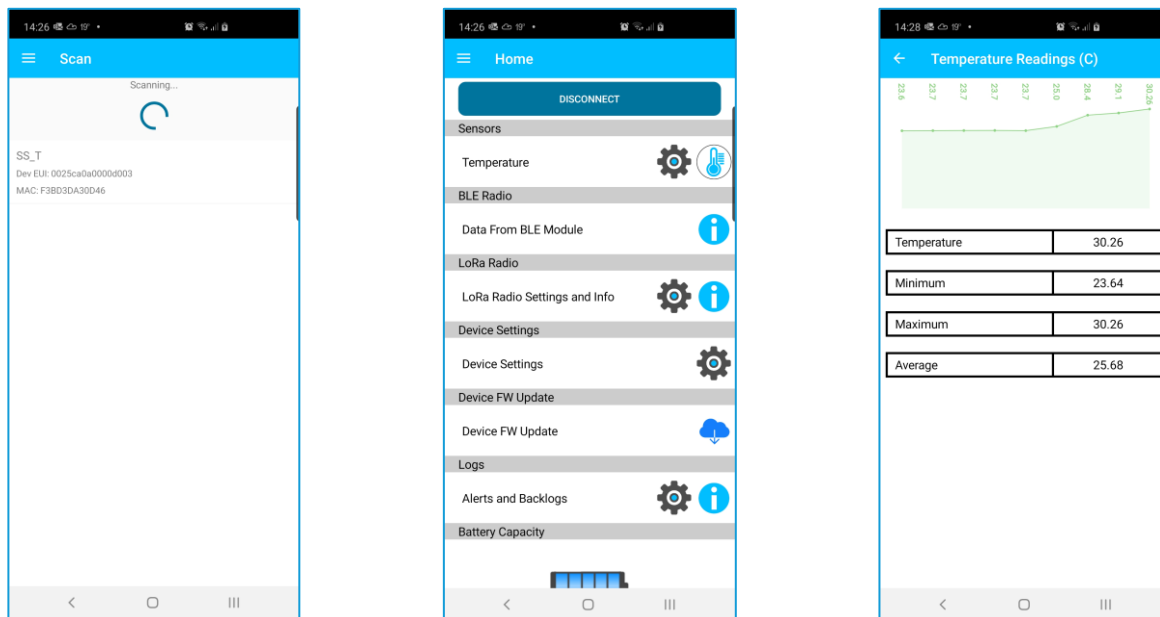 14:26 19°
Scan
Scanning...
SS_T
Dev EUI: 0025ca0a0000d003
MAC: F3BD3DA30D46
14:26 19°
Home
DISCONNECT
Sensors
Temperature
BLE Radio
Data From BLE Module
LoRa Radio
LoRa Radio Settings and Info
Device Settings
Device Settings
Device FW Update
Device FW Update
Logs
Alerts and Backlogs
Battery Capacity
14:28 19°
Temperature Readings (C)
23.6 23.7 23.7 23.7 23.7 25.0 28.4 29.1 30.26
Temperature 30.26
Minimum 23.64
Maximum 30.26
Average 25.68